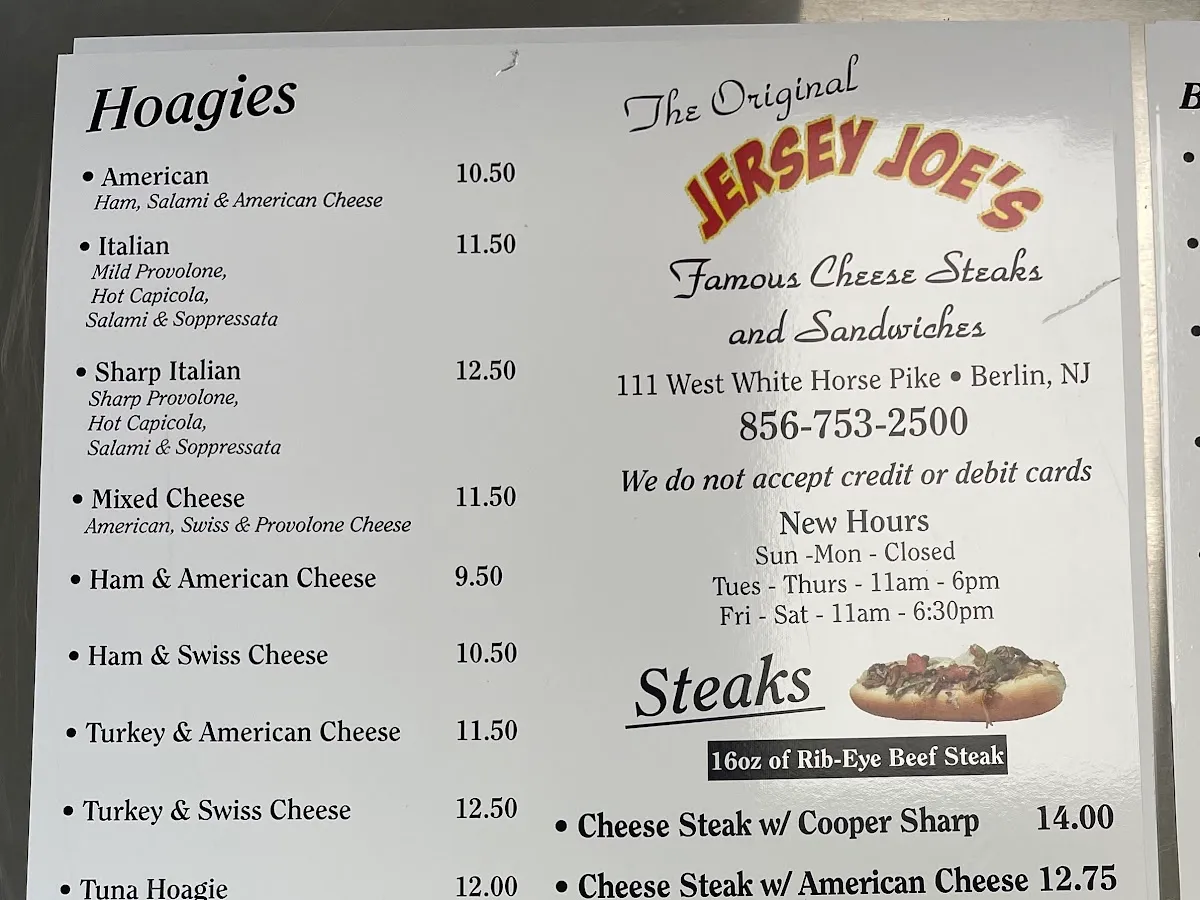 Hoagies
• American 10.50
Ham, Salami & American Cheese
• Italian 11.50
Mild Provolone,
Hot Capicola,
Salami & Soppressata
• Sharp Italian 12.50
Sharp Provolone,
Hot Capicola,
Salami & Soppressata
• Mixed Cheese 11.50
American, Swiss & Provolone Cheese
• Ham & American Cheese 9.50
• Ham & Swiss Cheese 10.50
• Turkey & American Cheese 11.50
• Turkey & Swiss Cheese 12.50
• Tuna Hoagie 12.00
The Original
JERSEY JOE'S
Famous Cheese Steaks
and Sandwiches
111 West White Horse Pike • Berlin, NJ
856-753-2500
We do not accept credit or debit cards
New Hours
Sun -Mon - Closed
Tues - Thurs - 11am - 6pm
Fri - Sat - 11am - 6:30pm
Steaks
16oz of Rib-Eye Beef Steak
• Cheese Steak w/ Cooper Sharp 14.00
• Cheese Steak w/ American Cheese 12.75